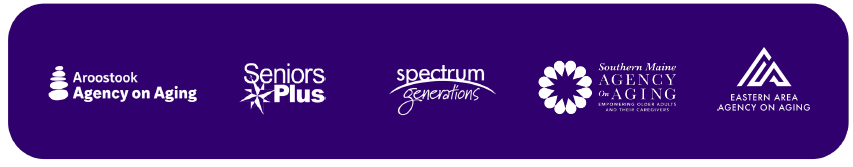 Aroostook
Agency on Aging
Seniors
Plus
spectrum
generations
Southern Maine
AGENCY
On AGING
EMPOWERING OLDER ADULTS
AND THEIR CAREGIVERS
EASTERN AREA
AGENCY ON AGING